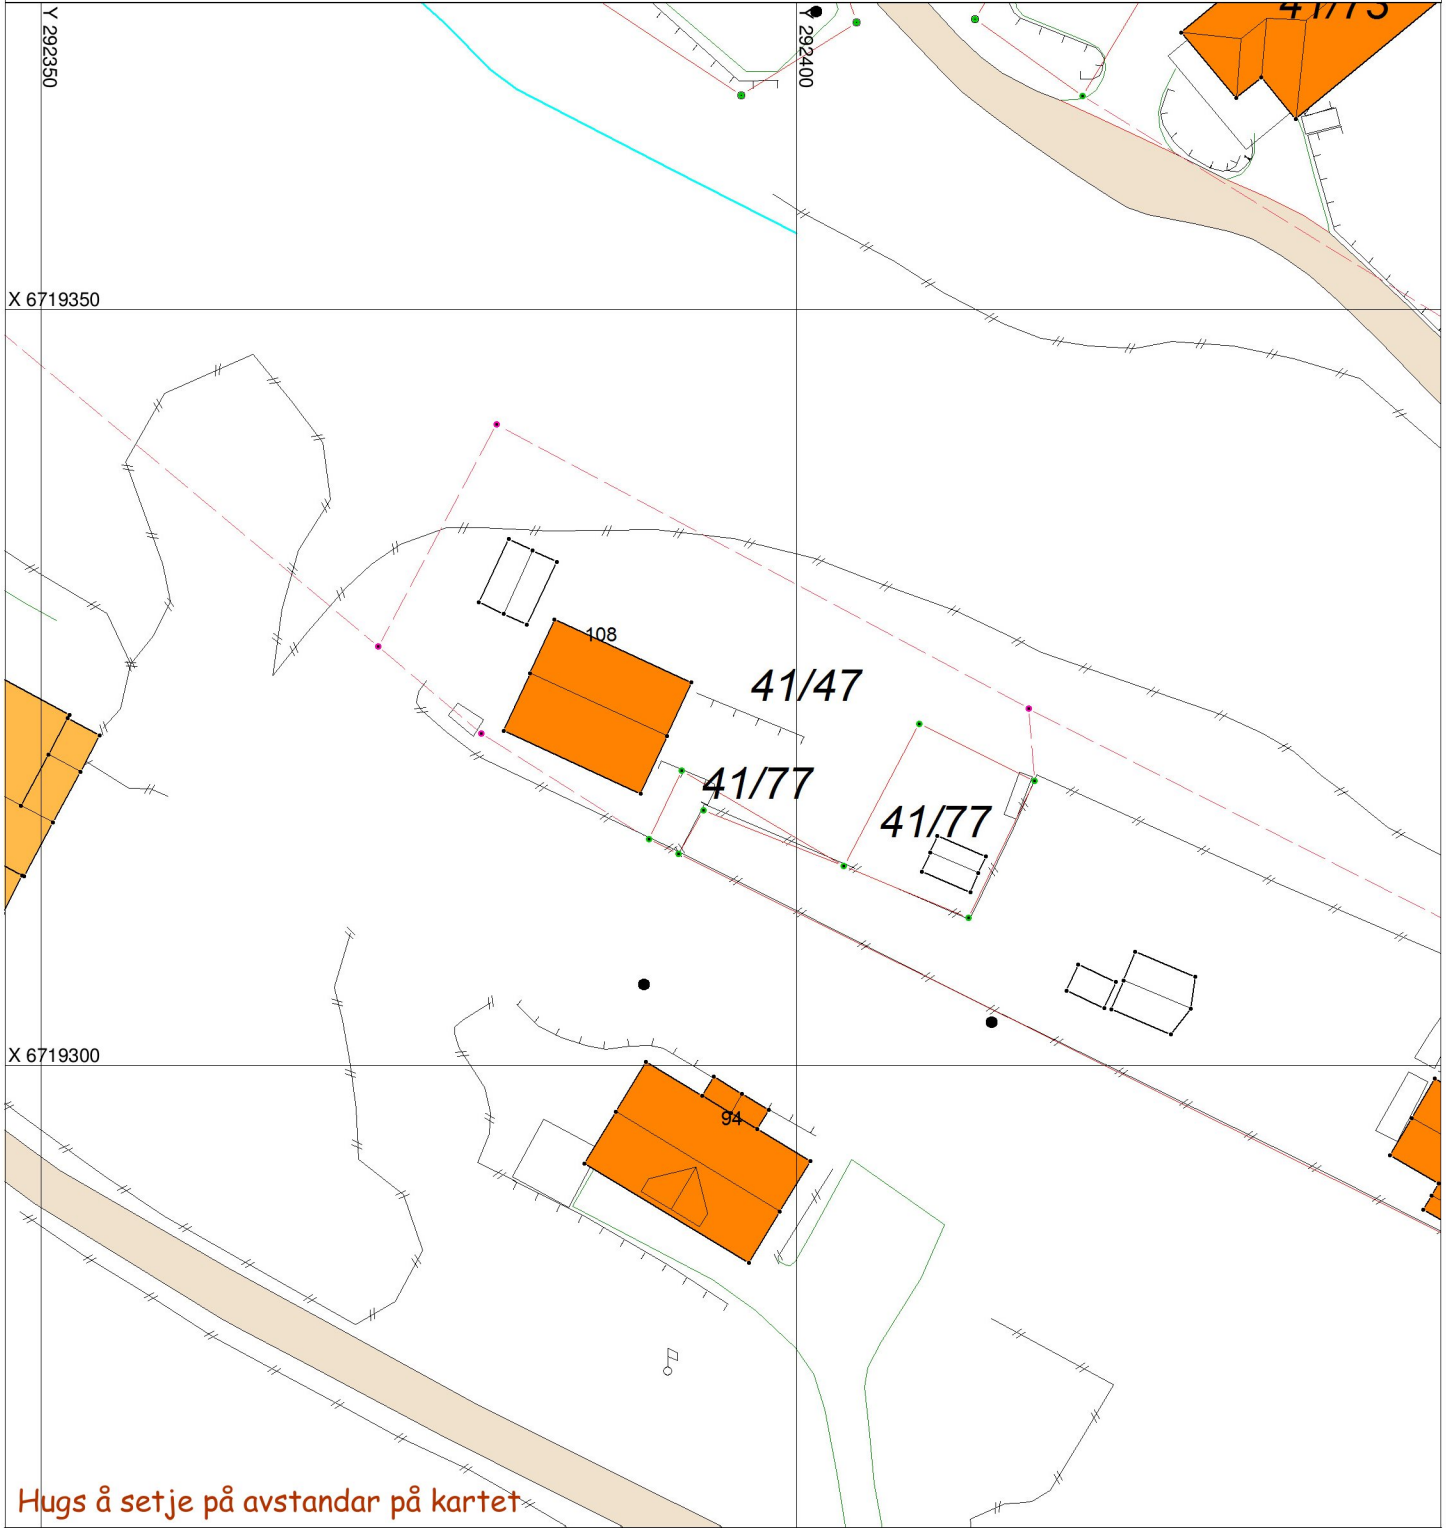 Y 292350
Y 292400
41/73
X 6719350
108
41/47
41/77
41/77
X 6719300
94
Hugs å setje på avstandar på kartet